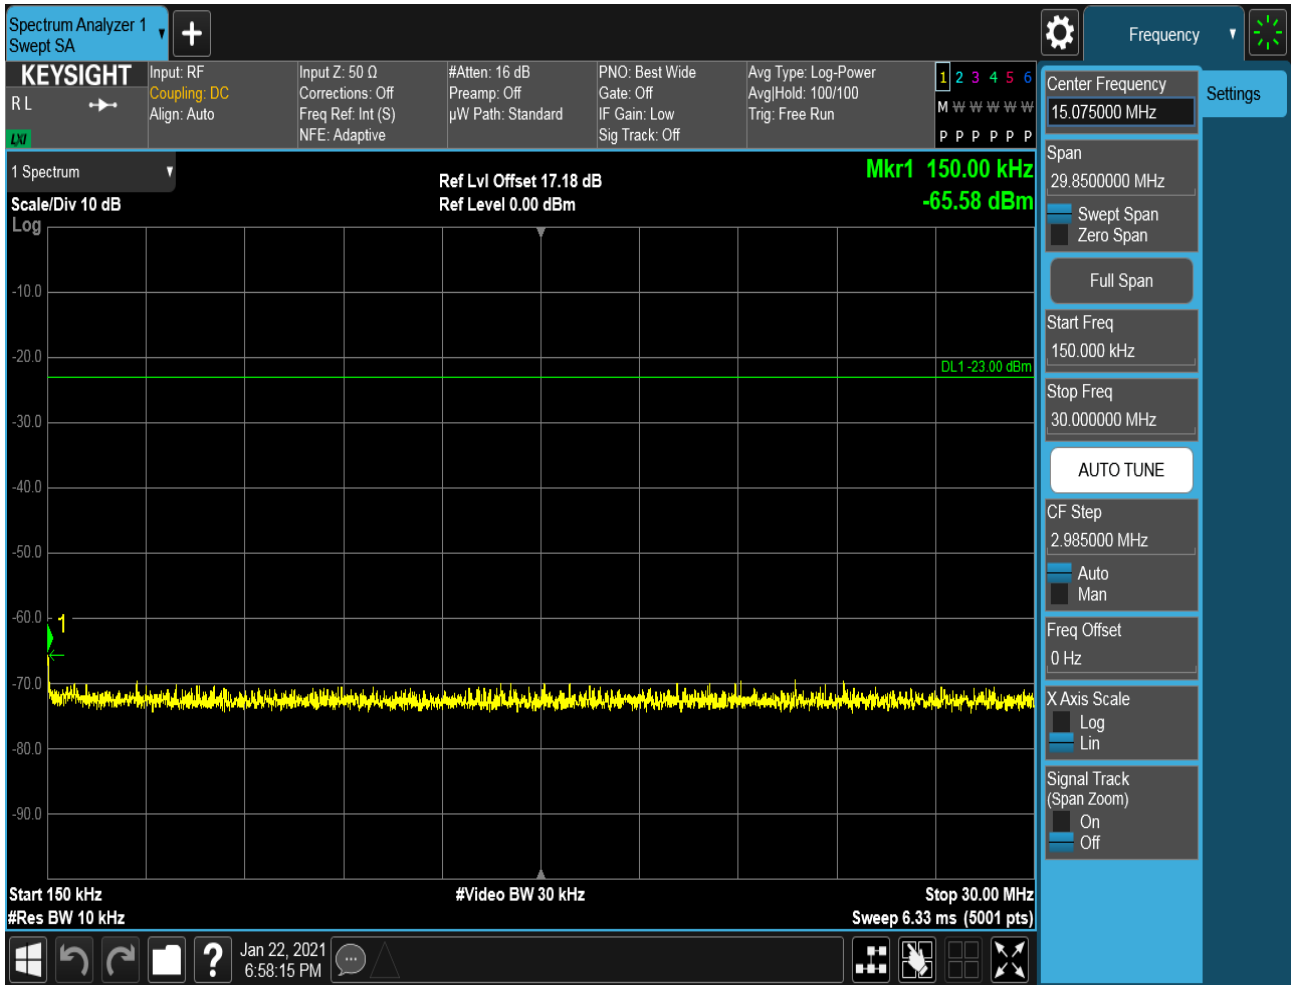 Spectrum Analyzer 1
Swept SA
Frequency
KEYSIGHT
R L
LXI
Input: RF
Coupling: DC
Align: Auto
Input Z: 50 Ω
Corrections: Off
Freq Ref: Int (S)
NFE: Adaptive
#Atten: 16 dB
Preamp: Off
µW Path: Standard
PNO: Best Wide
Gate: Off
IF Gain: Low
Sig Track: Off
Avg Type: Log-Power
Avg|Hold: 100/100
Trig: Free Run
1 2 3 4 5 6
M W W W W W
P P P P P P
1 Spectrum
Scale/Div 10 dB
Log
Ref Lvl Offset 17.18 dB
Ref Level 0.00 dBm
Mkr1 150.00 kHz
-65.58 dBm
-10.0
-20.0
DL1 -23.00 dBm
-30.0
-40.0
-50.0
-60.0
1
-70.0
-80.0
-90.0
Start 150 kHz
#Video BW 30 kHz
Stop 30.00 MHz
#Res BW 10 kHz
Sweep 6.33 ms (5001 pts)
Center Frequency
15.075000 MHz
Settings
Span
29.8500000 MHz
Swept Span
Zero Span
Full Span
Start Freq
150.000 kHz
Stop Freq
30.000000 MHz
AUTO TUNE
CF Step
2.985000 MHz
Auto
Man
Freq Offset
0 Hz
X Axis Scale
Log
Lin
Signal Track
(Span Zoom)
On
Off
?
Jan 22, 2021
6:58:15 PM